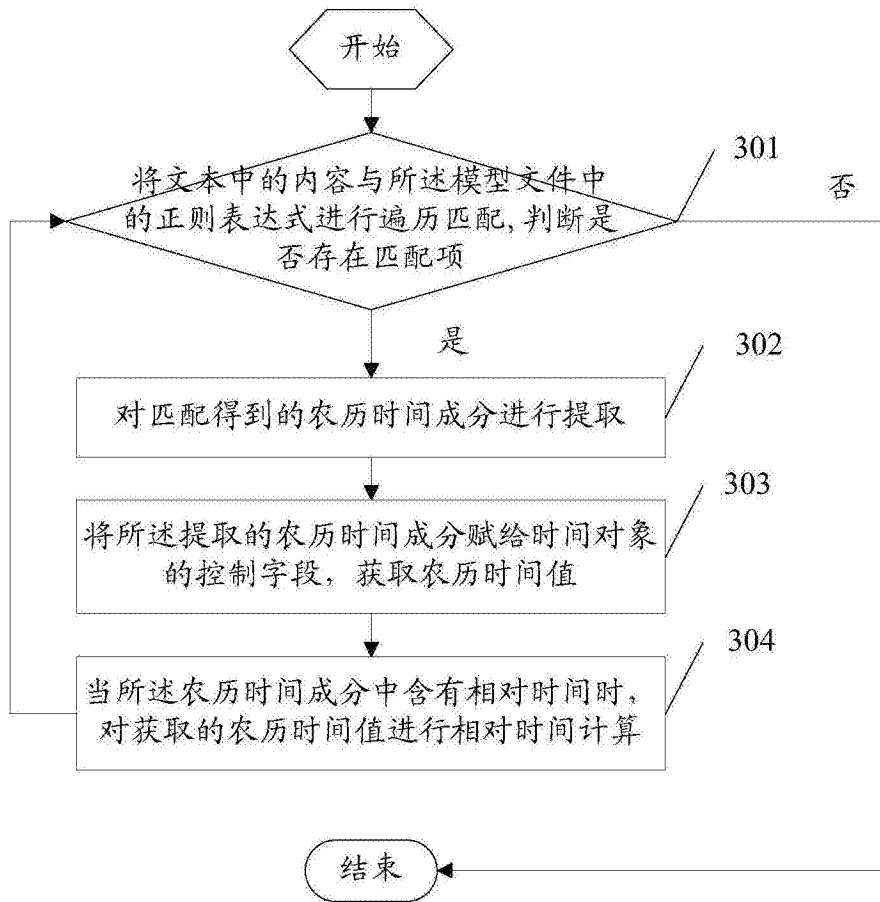 开始
301
将文本中的内容与所述模型文件中
的正则表达式进行遍历匹配,判断是
否存在匹配项
否
是
302
对匹配得到的农历时间成分进行提取
303
将所述提取的农历时间成分赋给时间对象
的控制字段，获取农历时间值
304
当所述农历时间成分中含有相对时间时，
对获取的农历时间值进行相对时间计算
结束